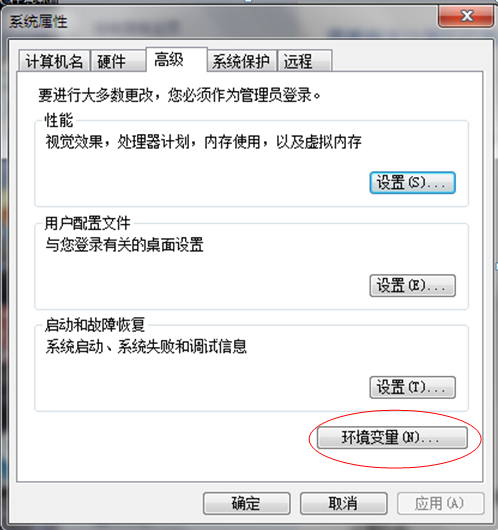 系统属性
计算机名 硬件 高级 系统保护 远程
要进行大多数更改，您必须作为管理员登录。
性能
视觉效果，处理器计划，内存使用，以及虚拟内存
设置(S)...
用户配置文件
与您登录有关的桌面设置
设置(E)...
启动和故障恢复
系统启动、系统失败和调试信息
设置(T)...
环境变量(N)...
确定 取消 应用(A)